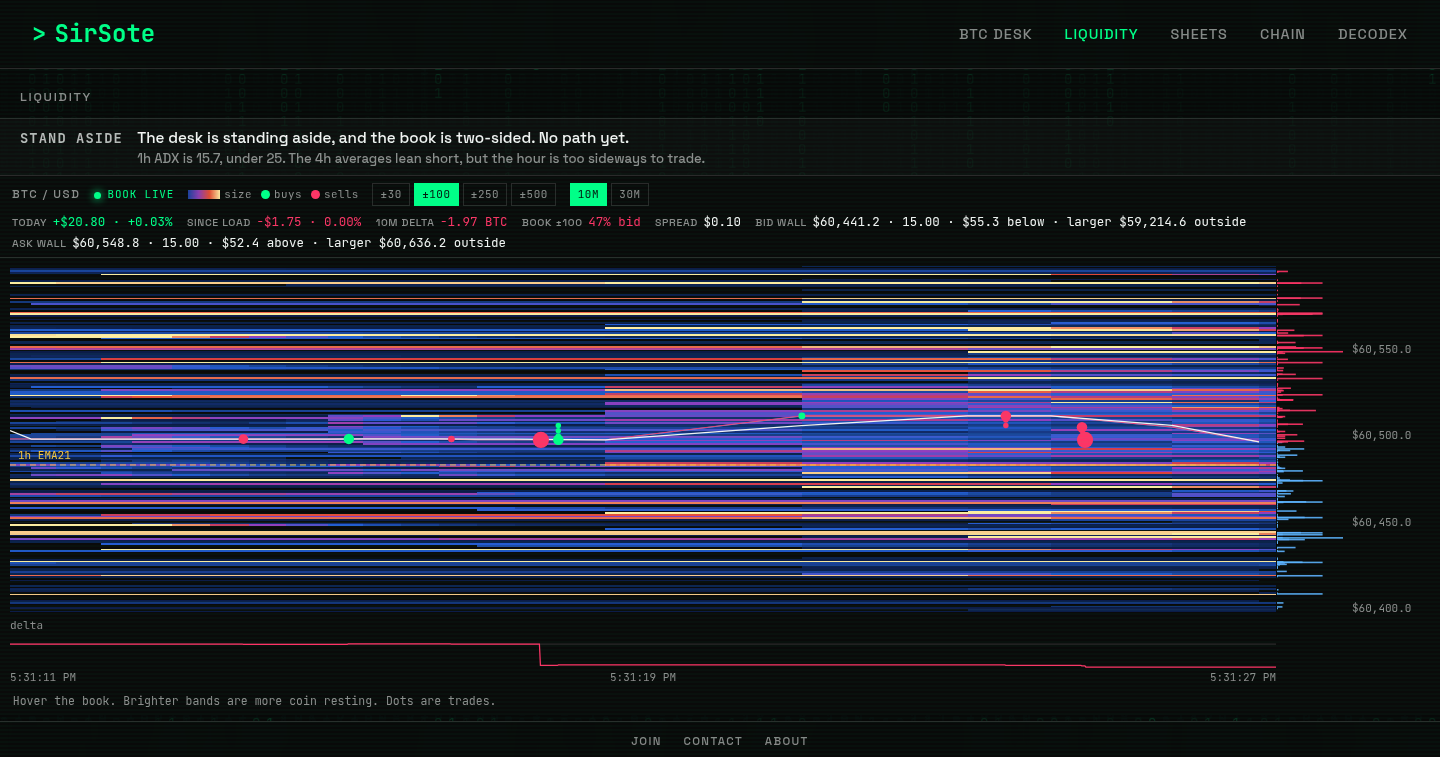 > SirSote
BTC DESK LIQUIDITY SHEETS CHAIN DECODEX
LIQUIDITY
STAND ASIDE The desk is standing aside, and the book is two-sided. No path yet.
1h ADX is 15.7, under 25. The 4h averages lean short, but the hour is too sideways to trade.
BTC / USD BOOK LIVE size buys sells ±30 ±100 ±250 ±500 10M 30M
TODAY +$20.80 · +0.03% SINCE LOAD -$1.75 · 0.00% 10M DELTA -1.97 BTC BOOK ±100 47% bid SPREAD $0.10 BID WALL $60,441.2 · 15.00 · $55.3 below · larger $59,214.6 outside
ASK WALL $60,548.8 · 15.00 · $52.4 above · larger $60,636.2 outside
$60,550.0
$60,500.0
1h EMA21
$60,450.0
$60,400.0
delta
5:31:11 PM 5:31:19 PM 5:31:27 PM
Hover the book. Brighter bands are more coin resting. Dots are trades.
JOIN CONTACT ABOUT